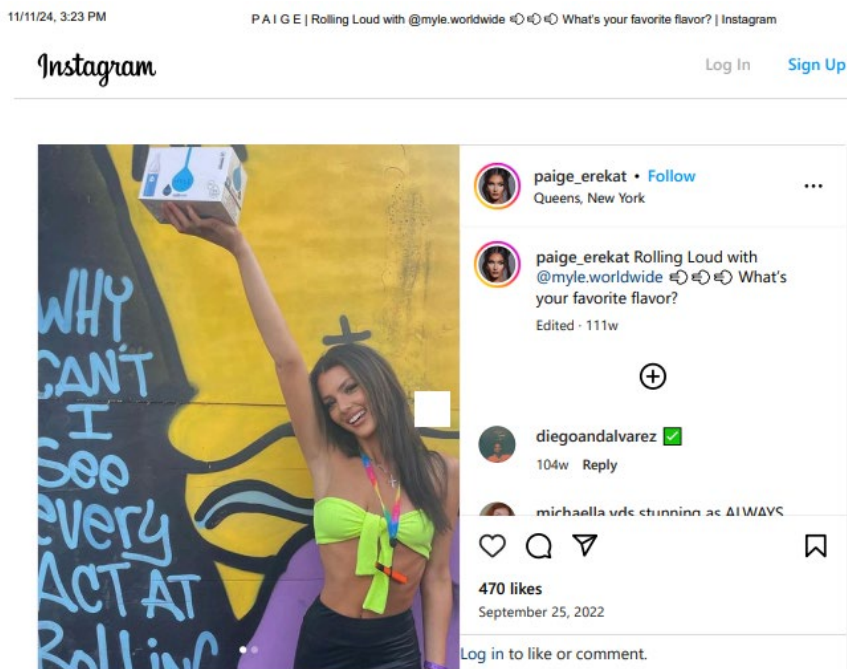 11/11/24, 3:23 PM
P A I G E | Rolling Loud with @myle.worldwide 💨💨💨 What's your favorite flavor? | Instagram
Instagram
Log In
Sign Up
WHY
CAN'T
I
See
every
ACT AT
Rolling
paige_erekat • Follow
Queens, New York
paige_erekat Rolling Loud with
@myle.worldwide 💨💨💨 What's
your favorite flavor?
Edited · 111w
diegoandalvarez ✅
104w Reply
michaella vds stunning as ALWAYS
470 likes
September 25, 2022
Log in to like or comment.